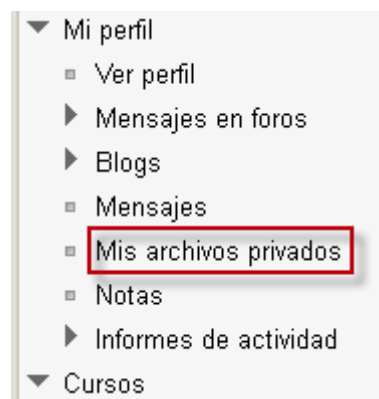 Mi perfil
Ver perfil
Mensajes en foros
Blogs
Mensajes
Mis archivos privados
Notas
Informes de actividad
Cursos